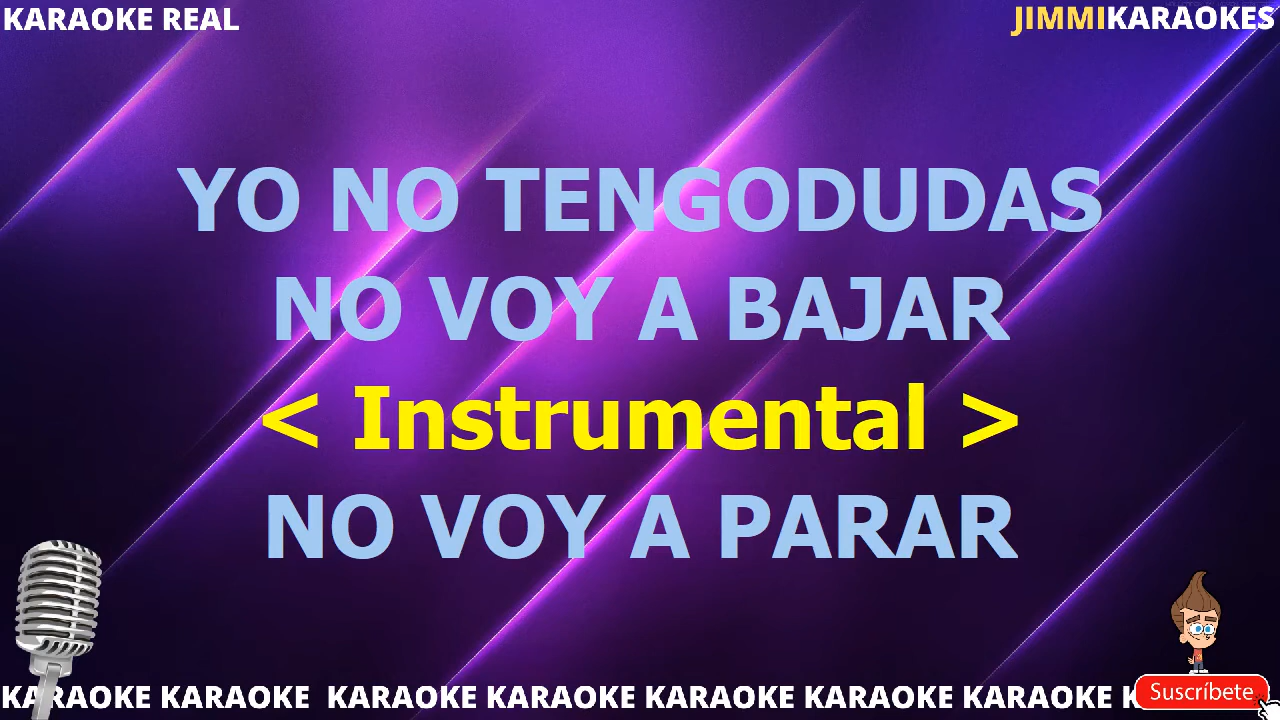 KARAOKE REAL
JIMMIKARAOKES
YO NO TENGODUDAS
NO VOY A BAJAR
< Instrumental >
NO VOY A PARAR
KARAOKE KARAOKE KARAOKE KARAOKE KARAOKE KARAOKE KARAOKE K
Suscríbete